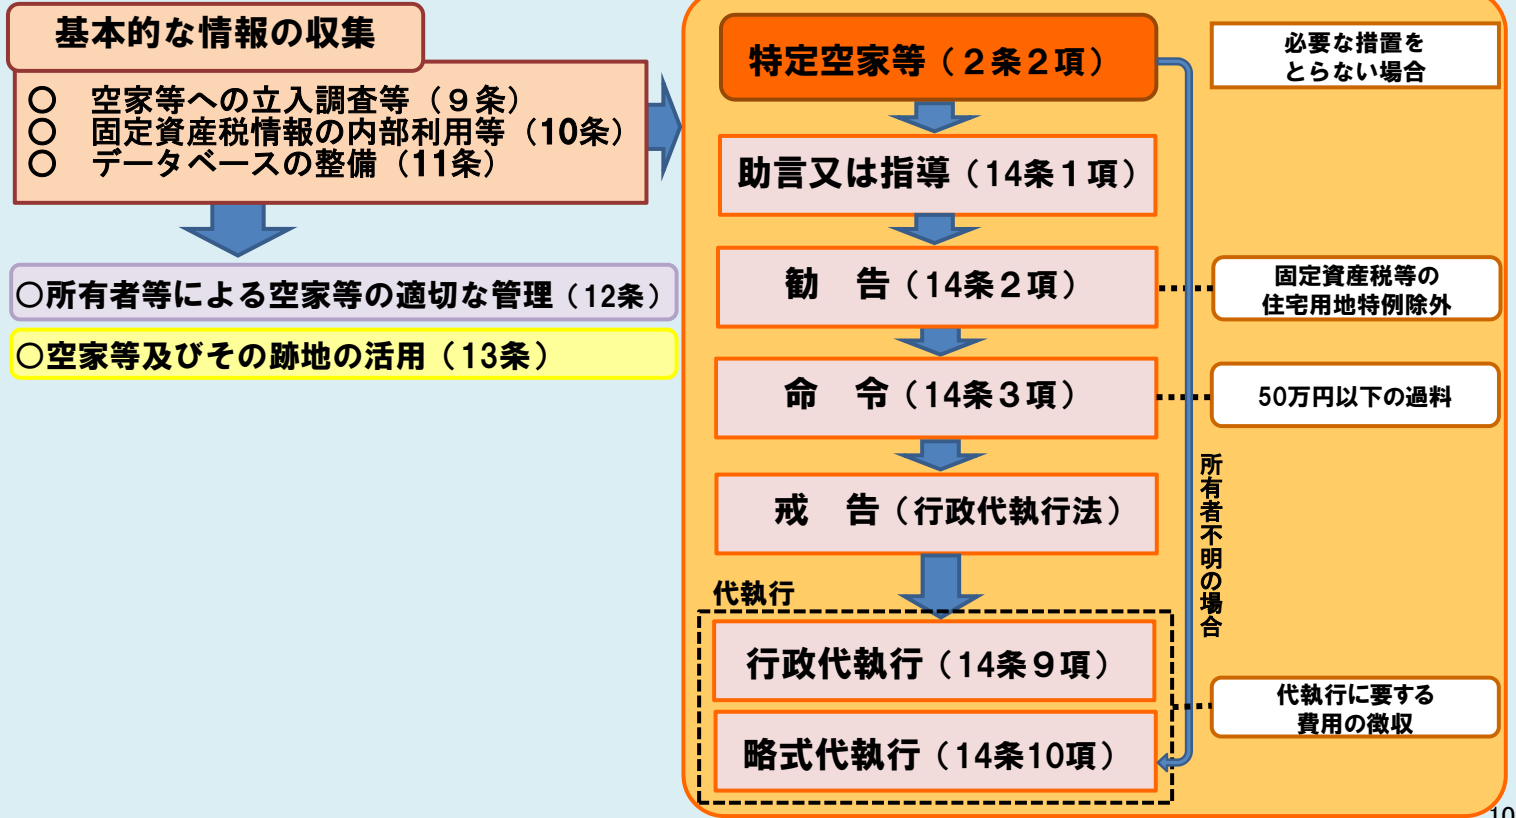 基本的な情報の収集
○ 空家等への立入調査等（９条）
○ 固定資産税情報の内部利用等（10条）
○ データベースの整備（11条）
○所有者等による空家等の適切な管理（12条）
○空家等及びその跡地の活用（13条）
特定空家等（２条２項）
必要な措置を
とらない場合
助言又は指導（14条１項）
勧　告（14条２項）
固定資産税等の
住宅用地特例除外
命　令（14条３項）
50万円以下の過料
戒　告（行政代執行法）
所有者不明の場合
代執行
行政代執行（14条９項）
略式代執行（14条10項）
代執行に要する
費用の徴収
10